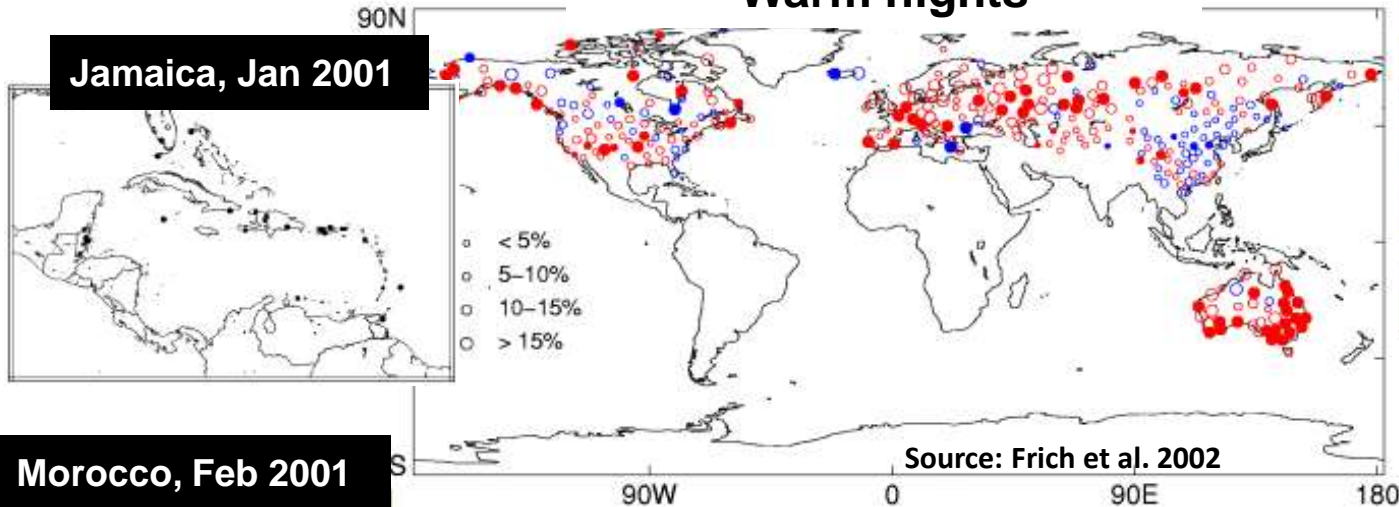 Warm nights
90N
Jamaica, Jan 2001
< 5%
5–10%
10–15%
> 15%
Source: Frich et al. 2002
S
Morocco, Feb 2001
90W
0
90E
180